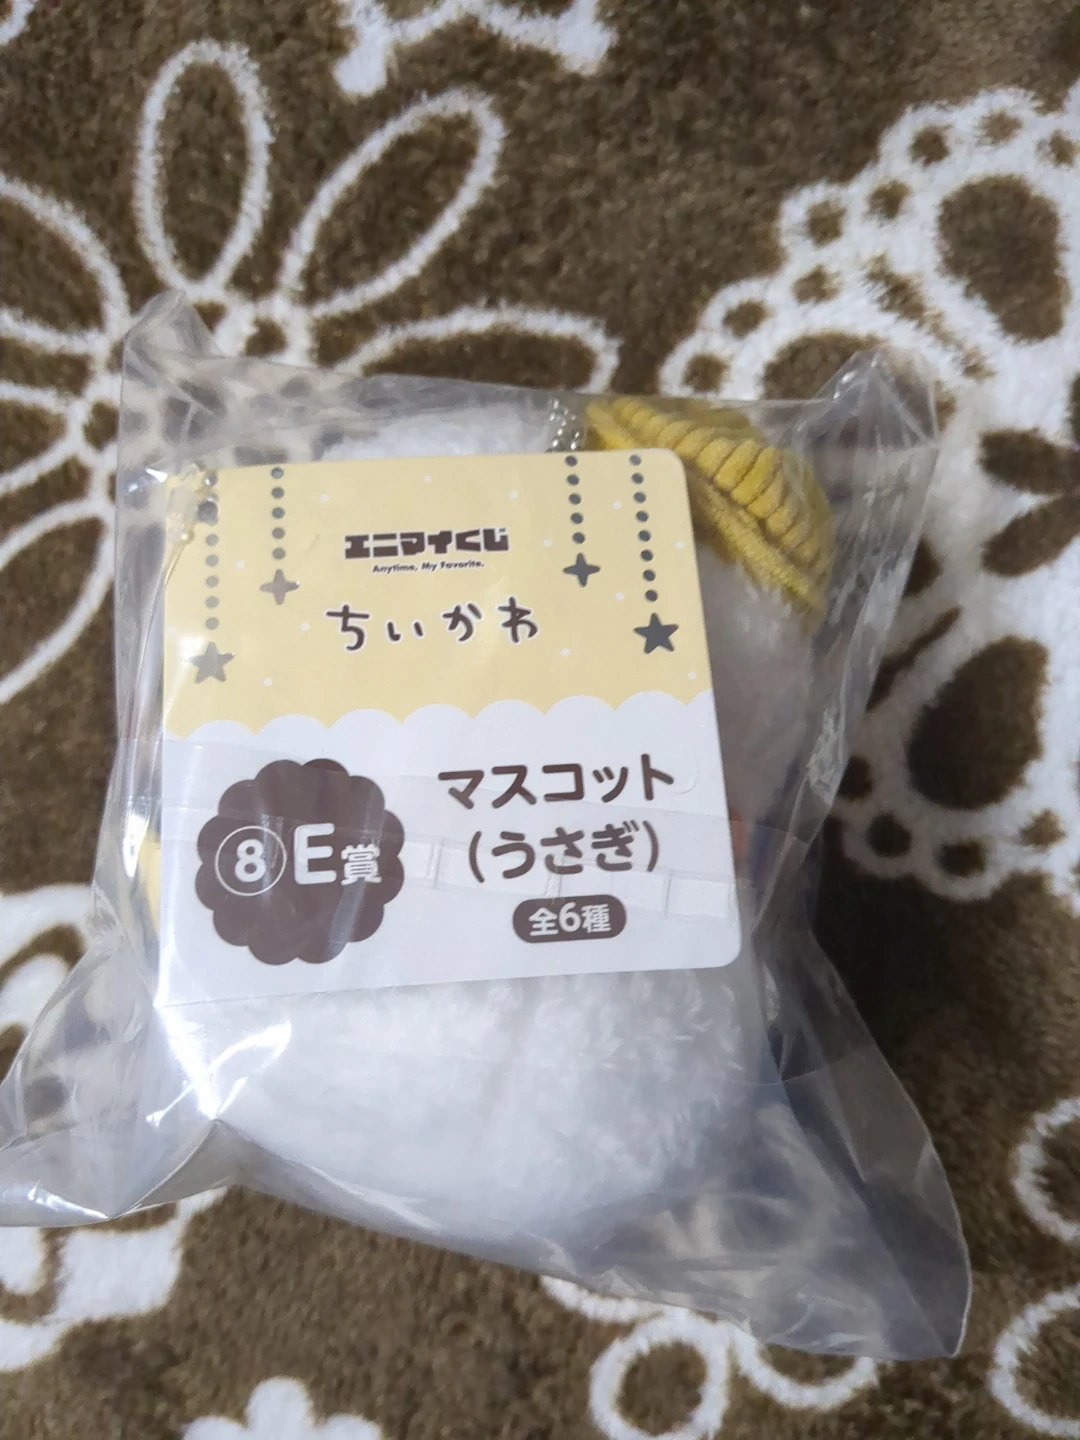 エニマイくじ
Anytime, My Favorite.
ちいかわ
⑧E賞
マスコット
(うさぎ)
全6種